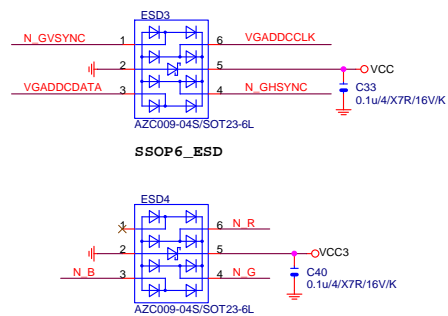 ESD3
N_GVSYNC 1 6 VGADDCCLK
2 5 VCC
VGADDCDATA 3 4 N_GHSYNC
C33
0.1u/4/X7R/16V/K
AZC009-04S/SOT23-6L
SSOP6_ESD
ESD4
1 6 N_R
2 5 VCC3
N_B 3 4 N_G
C40
0.1u/4/X7R/16V/K
AZC009-04S/SOT23-6L